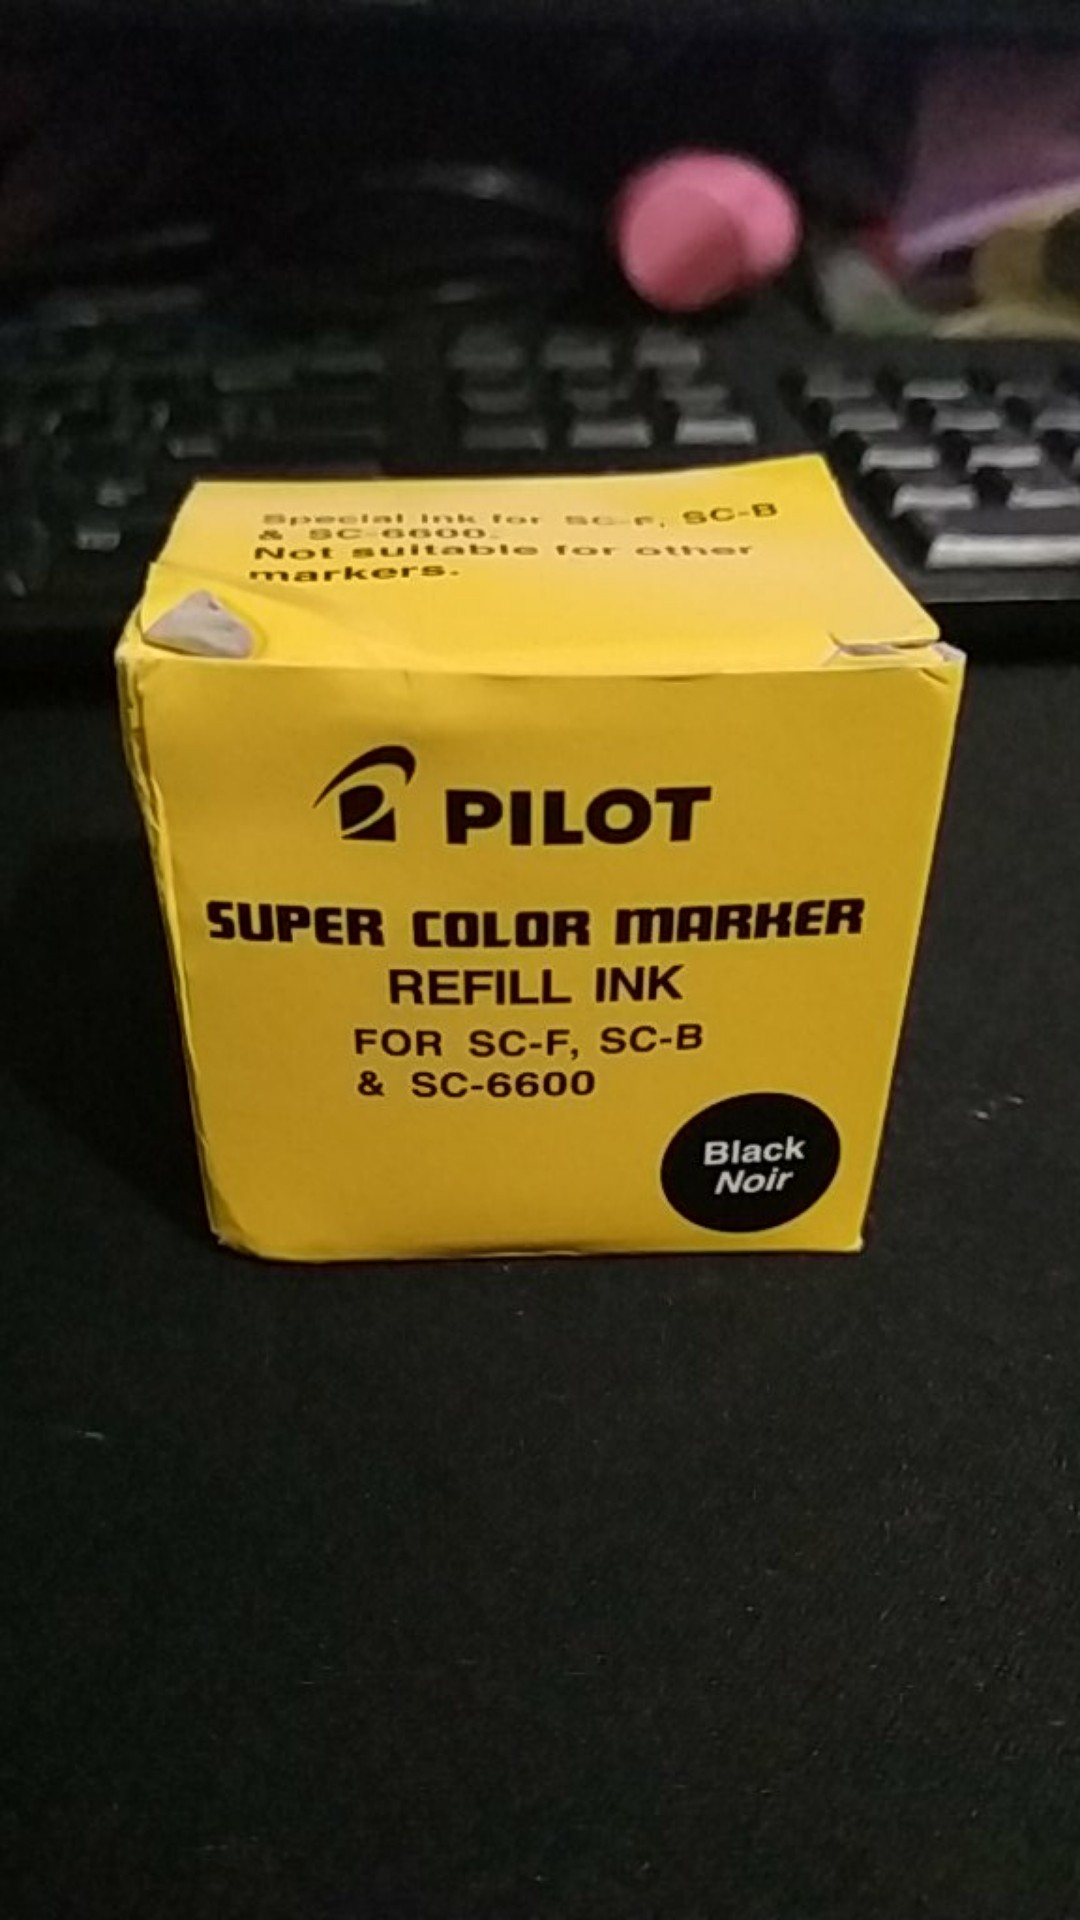 Special Ink for SC-F, SC-B
& SC-6600.
Not suitable for other
markers.
PILOT
SUPER COLOR MARKER
REFILL INK
FOR SC-F, SC-B
& SC-6600
Black
Noir